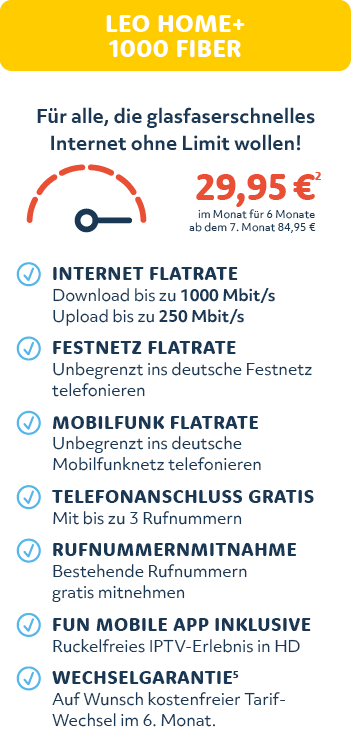 LEO HOME+
1000 FIBER
Für alle, die glasfaserschnelles
Internet ohne Limit wollen!
29,95 €²
im Monat für 6 Monate
ab dem 7. Monat 84,95 €
INTERNET FLATRATE
Download bis zu 1000 Mbit/s
Upload bis zu 250 Mbit/s
FESTNETZ FLATRATE
Unbegrenzt ins deutsche Festnetz
telefonieren
MOBILFUNK FLATRATE
Unbegrenzt ins deutsche
Mobilfunknetz telefonieren
TELEFONANSCHLUSS GRATIS
Mit bis zu 3 Rufnummern
RUFNUMMERNMITNAHME
Bestehende Rufnummern
gratis mitnehmen
FUN MOBILE APP INKLUSIVE
Ruckelfreies IPTV-Erlebnis in HD
WECHSELGARANTIE⁵
Auf Wunsch kostenfreier Tarif-
Wechsel im 6. Monat.